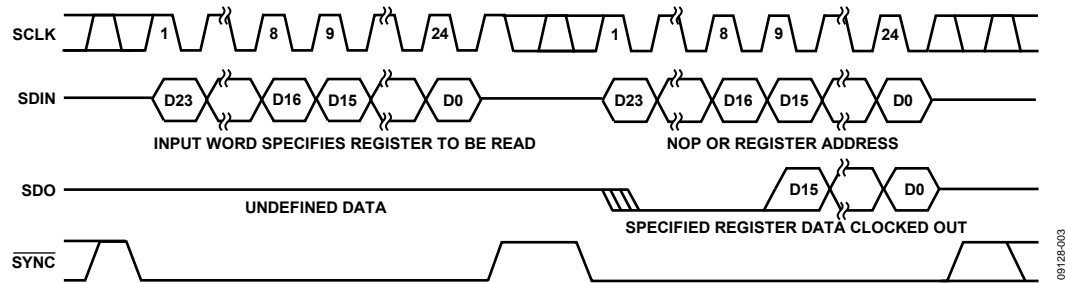 SCLK 1 8 9 24 1 8 9 24
SDIN D23 D16 D15 D0 D23 D16 D15 D0
INPUT WORD SPECIFIES REGISTER TO BE READ NOP OR REGISTER ADDRESS
SDO D15 D0
UNDEFINED DATA
SPECIFIED REGISTER DATA CLOCKED OUT
SYNC
09128-003